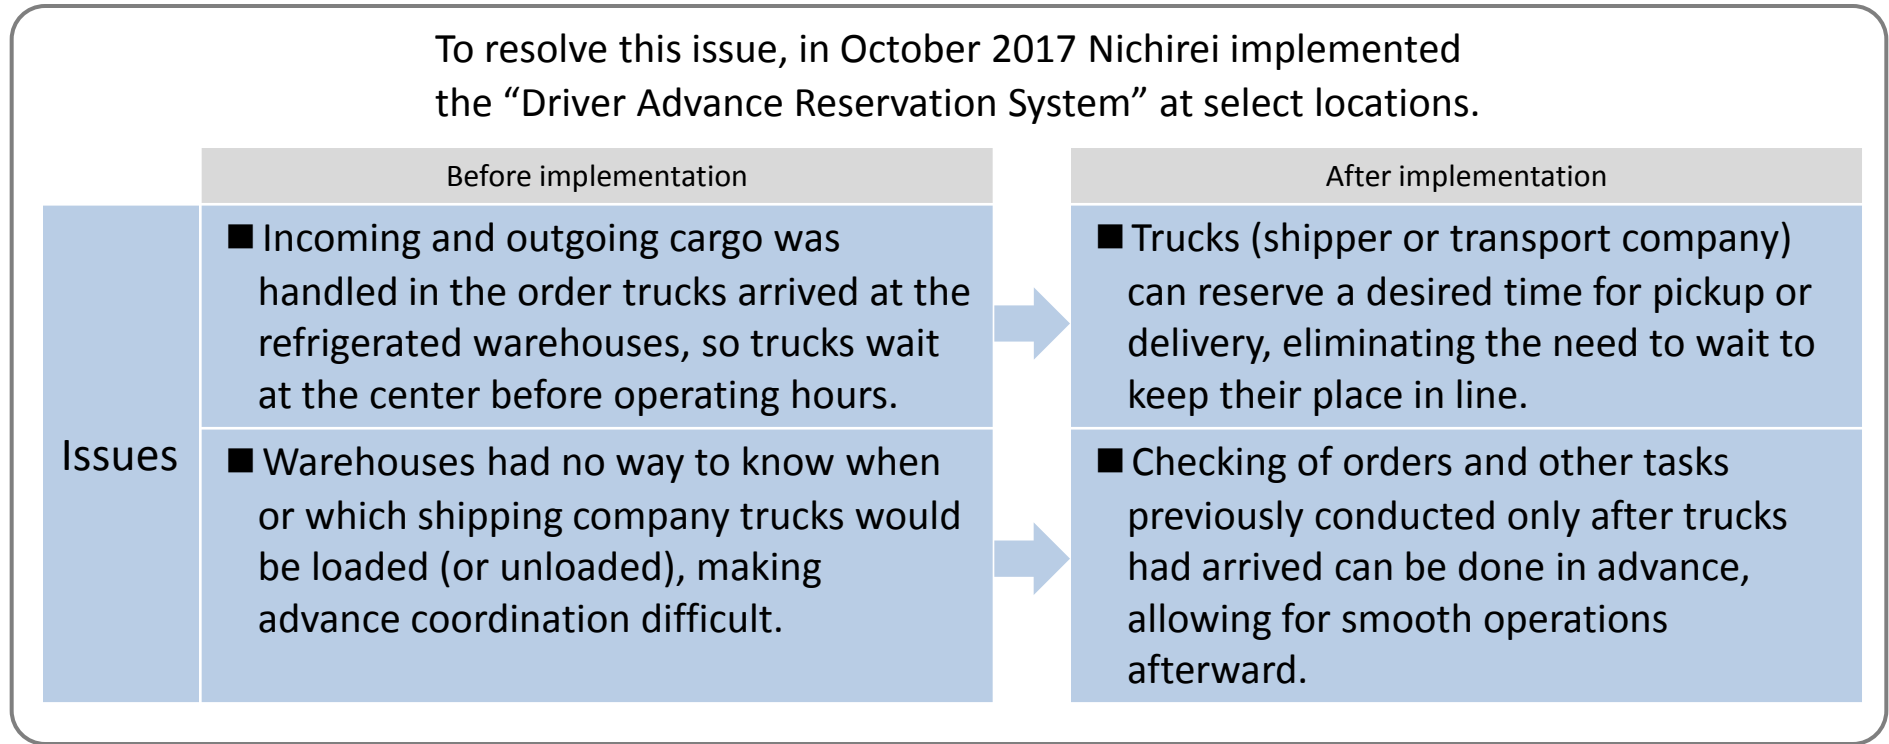 To resolve this issue, in October 2017 Nichirei implemented
the “Driver Advance Reservation System” at select locations.
Before implementation
After implementation
Issues
■ Incoming and outgoing cargo was
handled in the order trucks arrived at the
refrigerated warehouses, so trucks wait
at the center before operating hours.
■ Trucks (shipper or transport company)
can reserve a desired time for pickup or
delivery, eliminating the need to wait to
keep their place in line.
■ Warehouses had no way to know when
or which shipping company trucks would
be loaded (or unloaded), making
advance coordination difficult.
■ Checking of orders and other tasks
previously conducted only after trucks
had arrived can be done in advance,
allowing for smooth operations
afterward.